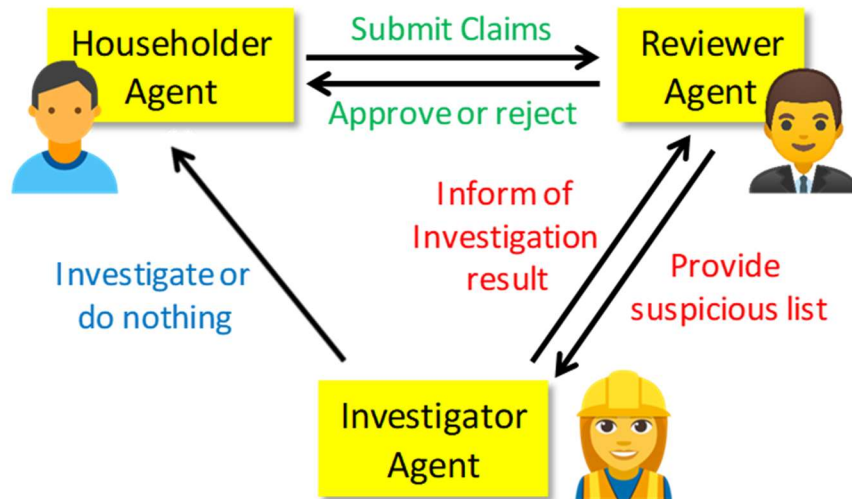 Householder
Agent
Submit Claims
Approve or reject
Reviewer
Agent
Inform of
Investigation
result
Provide
suspicious list
Investigate or
do nothing
Investigator
Agent